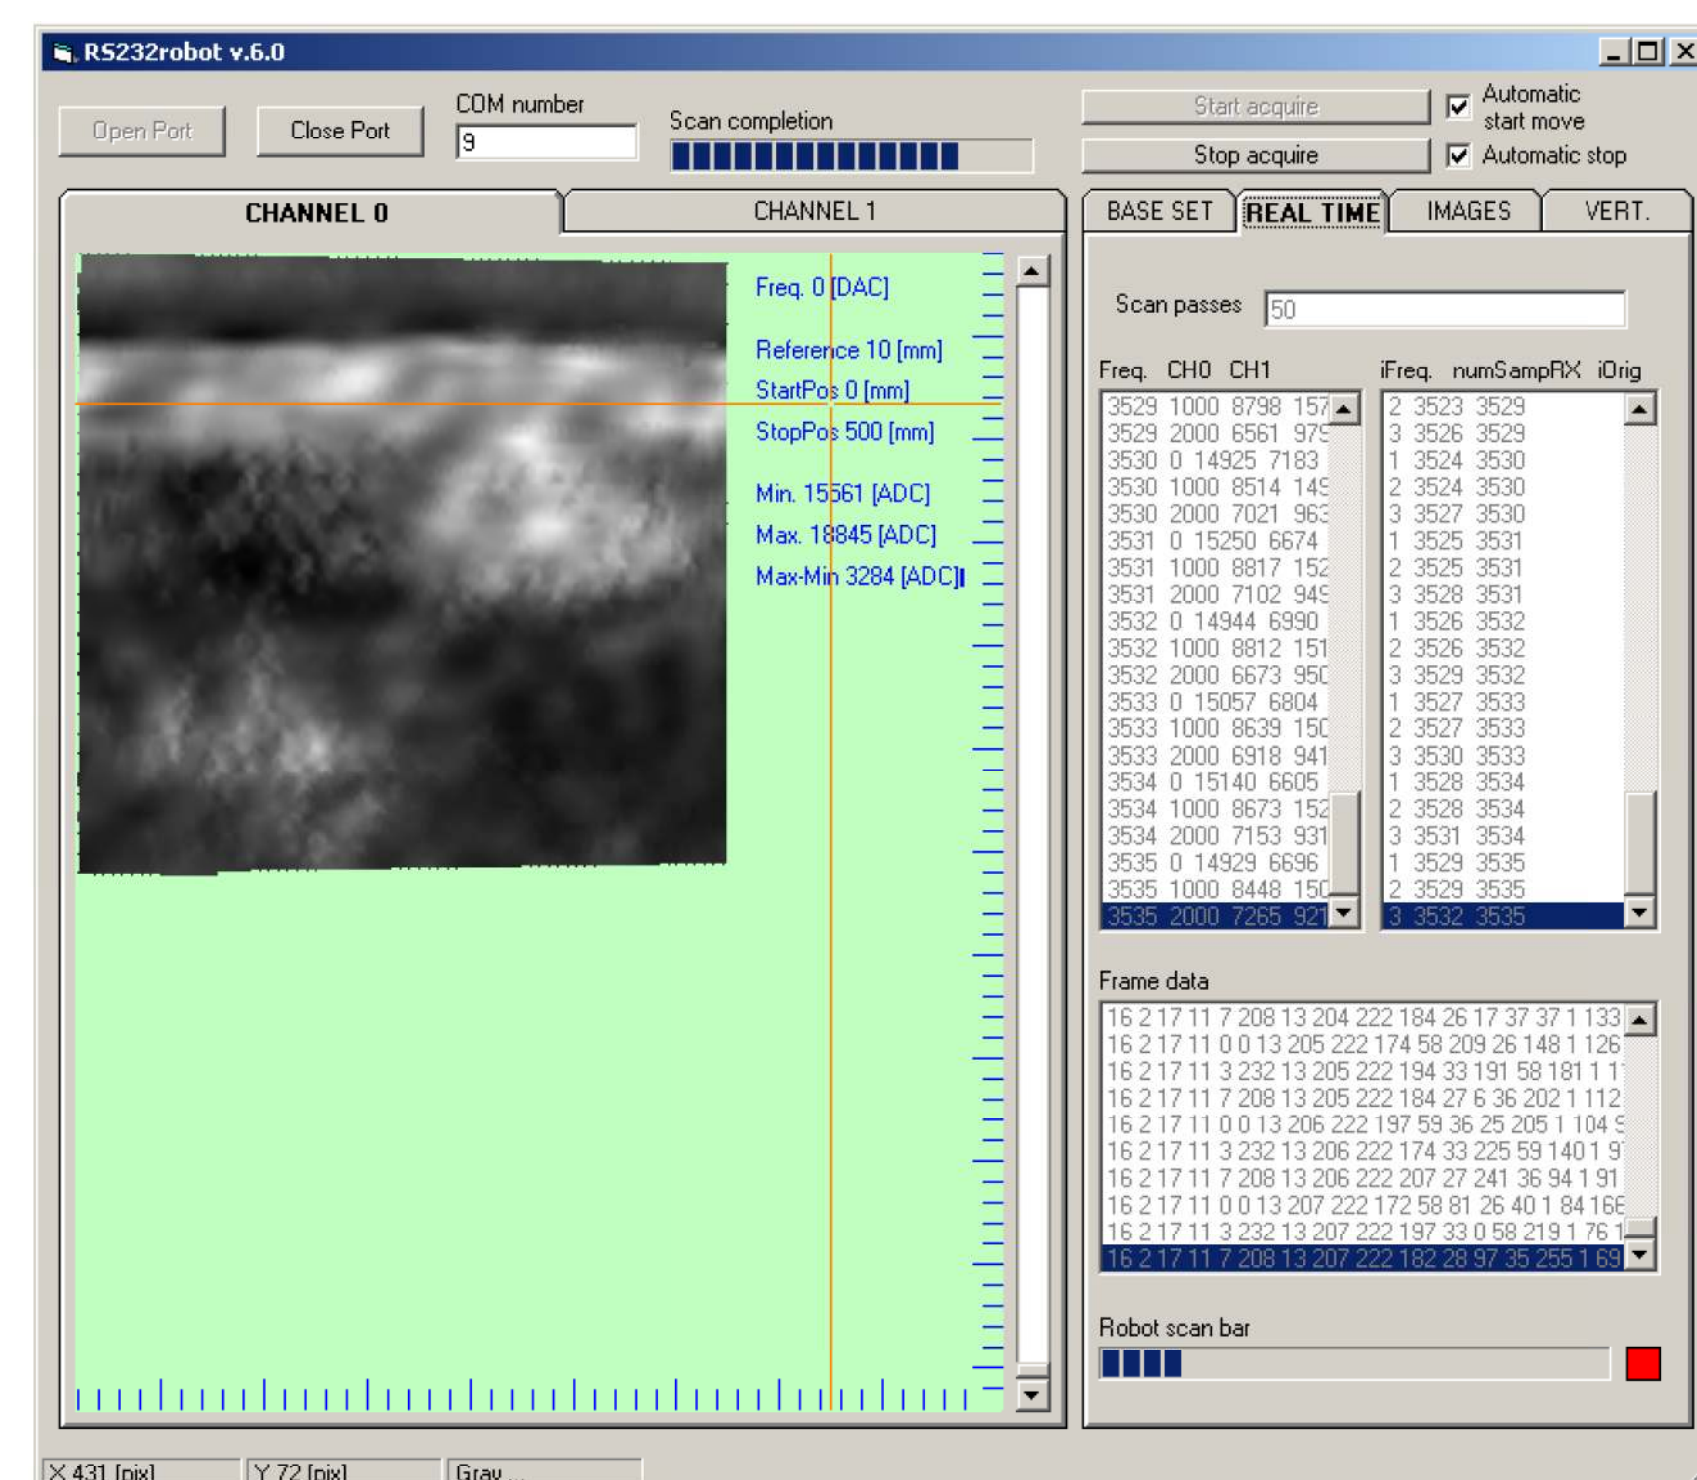 RS232robot v.6.0
Open Port
Close Port
COM number
9
Scan completion
Start acquire
Stop acquire
Automatic
start move
Automatic stop
CHANNEL 0
CHANNEL 1
BASE SET
REAL TIME
IMAGES
VERT.
Freq. 0 [DAC]
Reference 10 [mm]
StartPos 0 [mm]
StopPos 500 [mm]
Min. 15561 [ADC]
Max. 18845 [ADC]
Max-Min 3284 [ADC]
Scan passes
50
Freq. CH0 CH1
3529 1000 8798 157
3529 2000 6561 979
3530 0 14925 7183
3530 1000 8514 149
3530 2000 7021 963
3531 0 15250 6674
3531 1000 8817 152
3531 2000 7102 949
3532 0 14944 6990
3532 1000 8812 151
3532 2000 6673 950
3533 0 15057 6804
3533 1000 8639 150
3533 2000 6918 941
3534 0 15140 6605
3534 1000 8673 152
3534 2000 7153 931
3535 0 14929 6696
3535 1000 8448 150
3535 2000 7265 921
iFreq. numSampRX iOrig
2 3523 3529
3 3526 3529
1 3524 3530
2 3524 3530
3 3527 3530
1 3525 3531
2 3525 3531
3 3528 3531
1 3526 3532
2 3526 3532
3 3529 3532
1 3527 3533
2 3527 3533
3 3530 3533
1 3528 3534
2 3528 3534
3 3531 3534
1 3529 3535
2 3529 3535
3 3532 3535
Frame data
16 2 17 11 7 208 13 204 222 184 26 17 37 37 1 133
16 2 17 11 0 0 13 205 222 174 58 209 26 148 1 126
16 2 17 11 3 232 13 205 222 194 33 191 58 181 1
16 2 17 11 7 208 13 205 222 184 27 6 36 202 1 112
16 2 17 11 0 0 13 206 222 197 59 36 25 205 1 104
16 2 17 11 3 232 13 206 222 174 33 225 59 140 1
16 2 17 11 7 208 13 206 222 207 27 241 36 94 1 91
16 2 17 11 0 0 13 207 222 172 58 81 26 40 1 84
16 2 17 11 3 232 13 207 222 197 33 0 58 219 1 76
16 2 17 11 7 208 13 207 222 182 28 97 35 255 1 69
Robot scan bar
X 431 [pix]
Y 72 [pix]
Gray ...